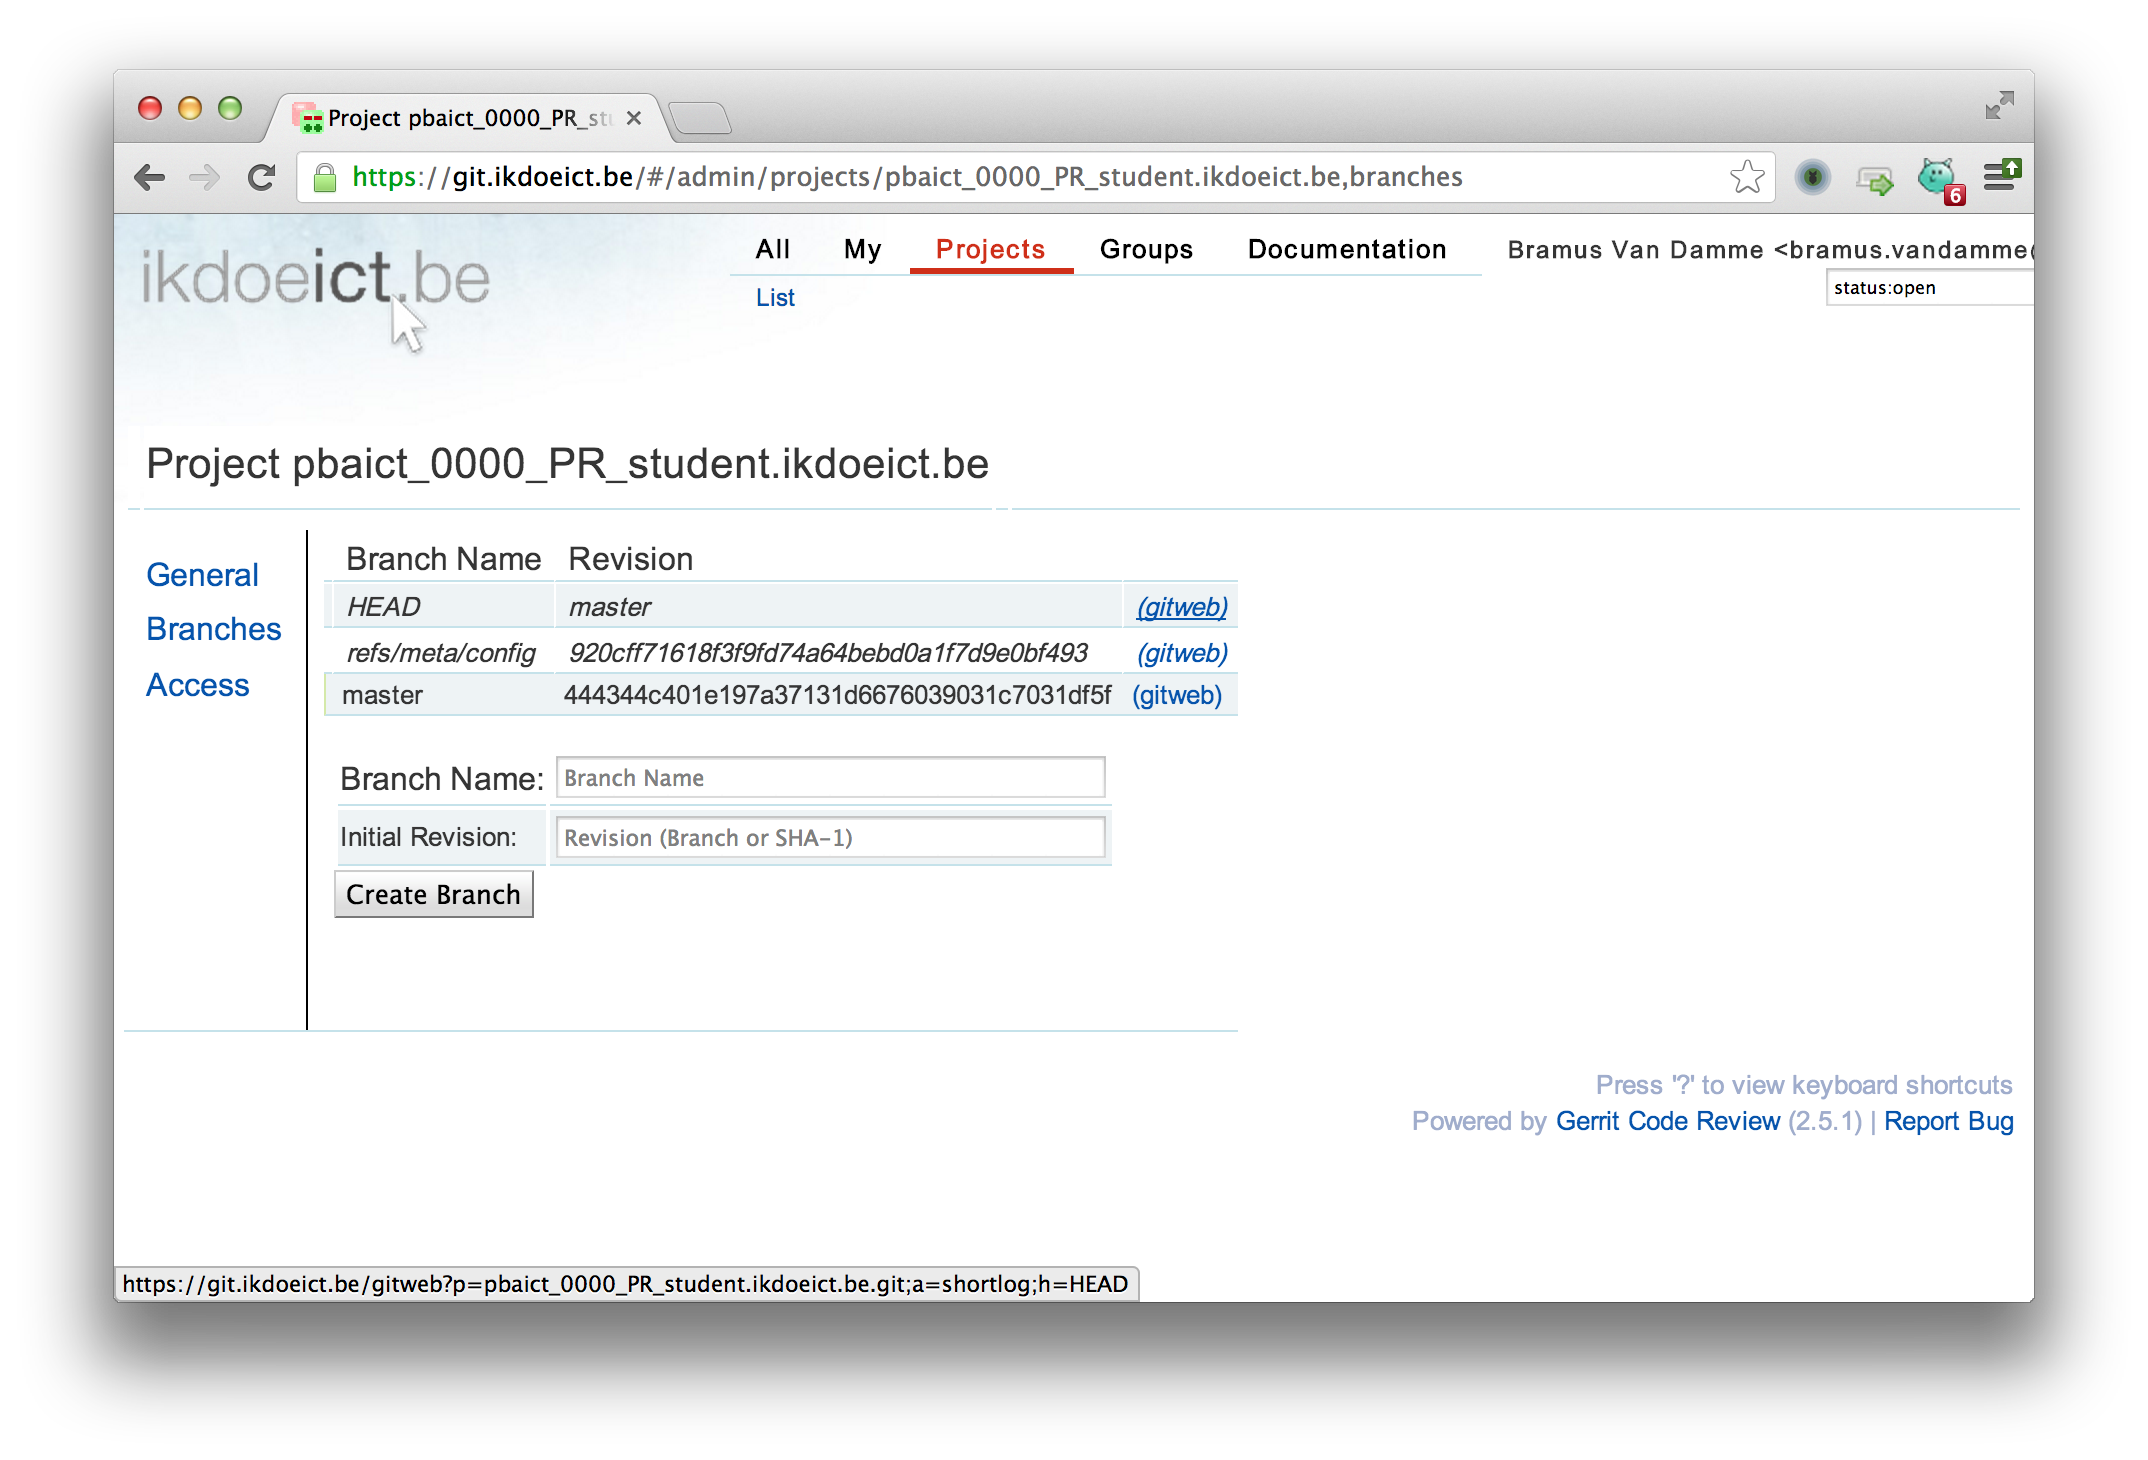 Project pbaict_0000_PR_stu
https://git.ikdoeict.be/#/admin/projects/pbaict_0000_PR_student.ikdoeict.be,branches
6
ikdoeict.be
All My Projects Groups Documentation Bramus Van Damme <bramus.vandamme
List
status:open
Project pbaict_0000_PR_student.ikdoeict.be
General
Branches
Access
Branch Name Revision
HEAD master (gitweb)
refs/meta/config 920cff71618f3f9fd74a64bebd0a1f7d9e0bf493 (gitweb)
master 444344c401e197a37131d6676039031c7031df5f (gitweb)
Branch Name: Branch Name
Initial Revision: Revision (Branch or SHA-1)
Create Branch
Press '?' to view keyboard shortcuts
Powered by Gerrit Code Review (2.5.1) | Report Bug
https://git.ikdoeict.be/gitweb?p=pbaict_0000_PR_student.ikdoeict.be.git;a=shortlog;h=HEAD